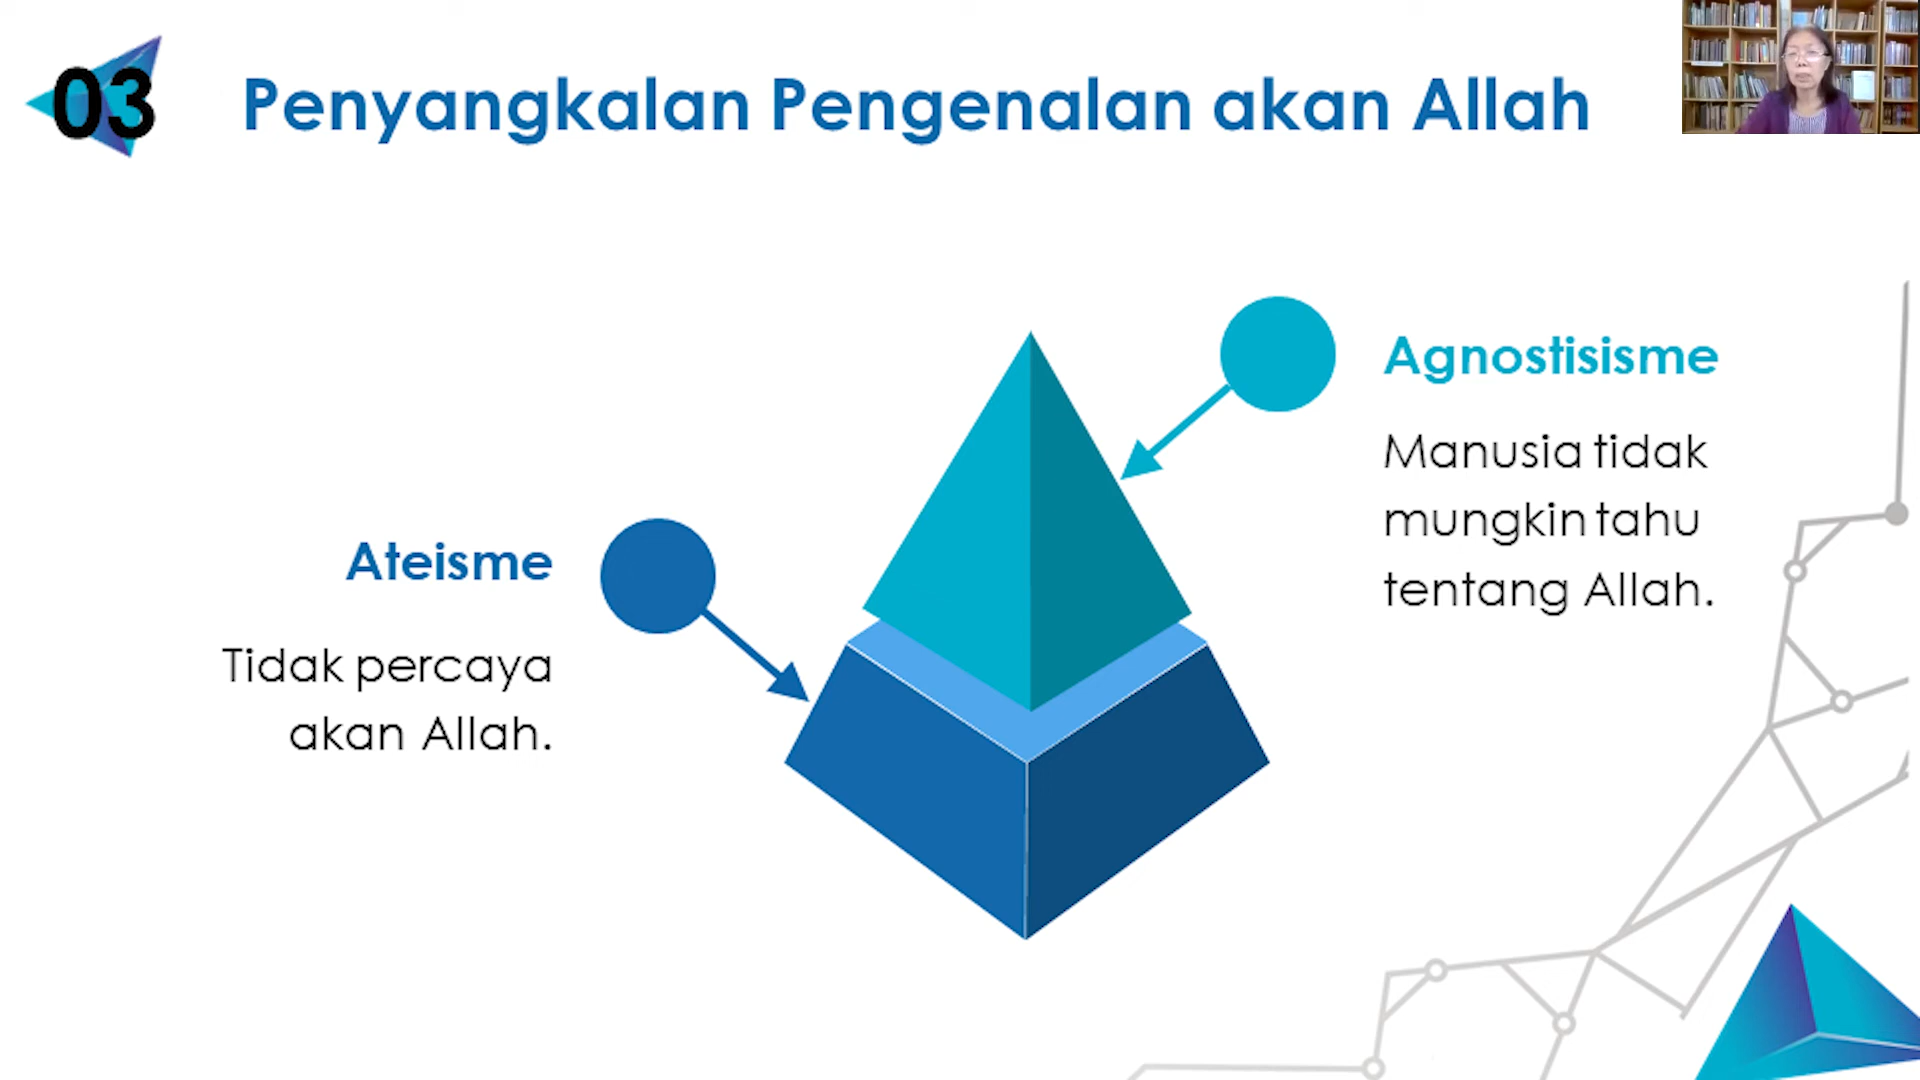 03
Penyangkalan Pengenalan akan Allah
Agnostisisme
Manusia tidak
mungkin tahu
tentang Allah.
Ateisme
Tidak percaya
akan Allah.